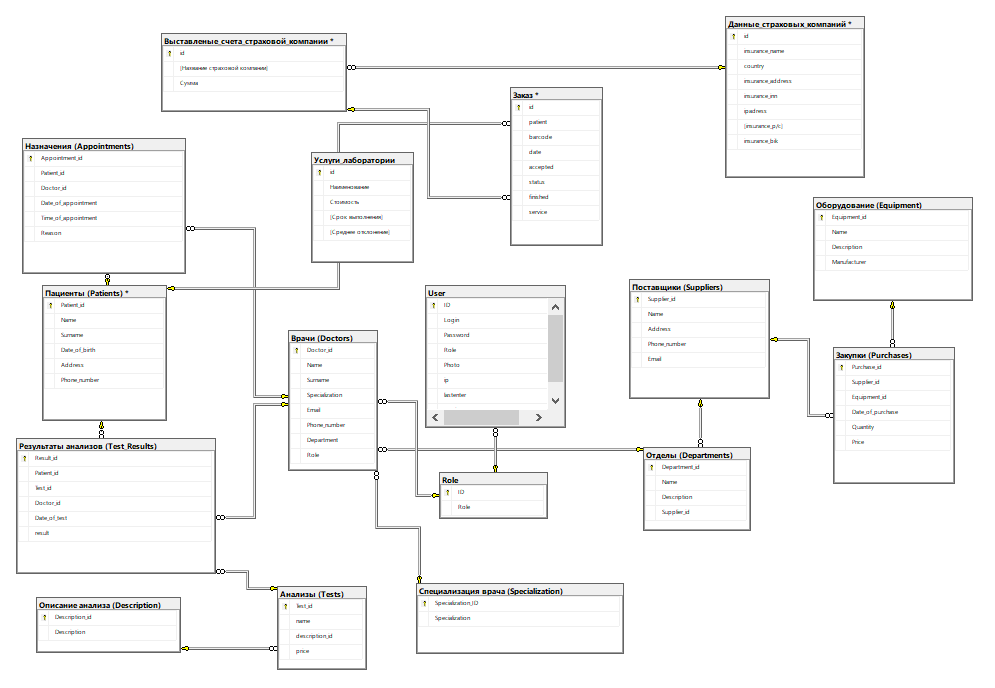 Выставленые_счета_страховой_компании *
id
[Название страховой компании]
Сумма
Данные_страховых_компаний *
id
insurance_name
country
insurance_address
insurance_inn
ipadress
[insurance_p/c]
insurance_bik
Заказ *
id
patient
barcode
date
accepted
status
finished
service
Назначения (Appointments)
Appointment_id
Patient_id
Doctor_id
Date_of_appointment
Time_of_appointment
Reason
Услуги_лаборатории
id
Наименование
Стоимость
[Срок выполнения]
[Среднее отклонение]
Оборудование (Equipment)
Equipment_id
Name
Description
Manufacturer
Пациенты (Patients) *
Patient_id
Name
Surname
Date_of_birth
Address
Phone_number
User
ID
Login
Password
Role
Photo
ip
lastenter
Поставщики (Suppliers)
Supplier_id
Name
Address
Phone_number
Email
Врачи (Doctors)
Doctor_id
Name
Surname
Specialization
Email
Phone_number
Department
Role
Закупки (Purchases)
Purchase_id
Supplier_id
Equipment_id
Date_of_purchase
Quantity
Price
Результаты анализов (Test_Results)
Result_id
Patient_id
Test_id
Doctor_id
Date_of_test
result
Role
ID
Role
Отделы (Departments)
Department_id
Name
Description
Supplier_id
Описание анализа (Description)
Description_id
Description
Анализы (Tests)
Test_id
name
description_id
price
Специализация врача (Specialization)
Specialization_ID
Specialization